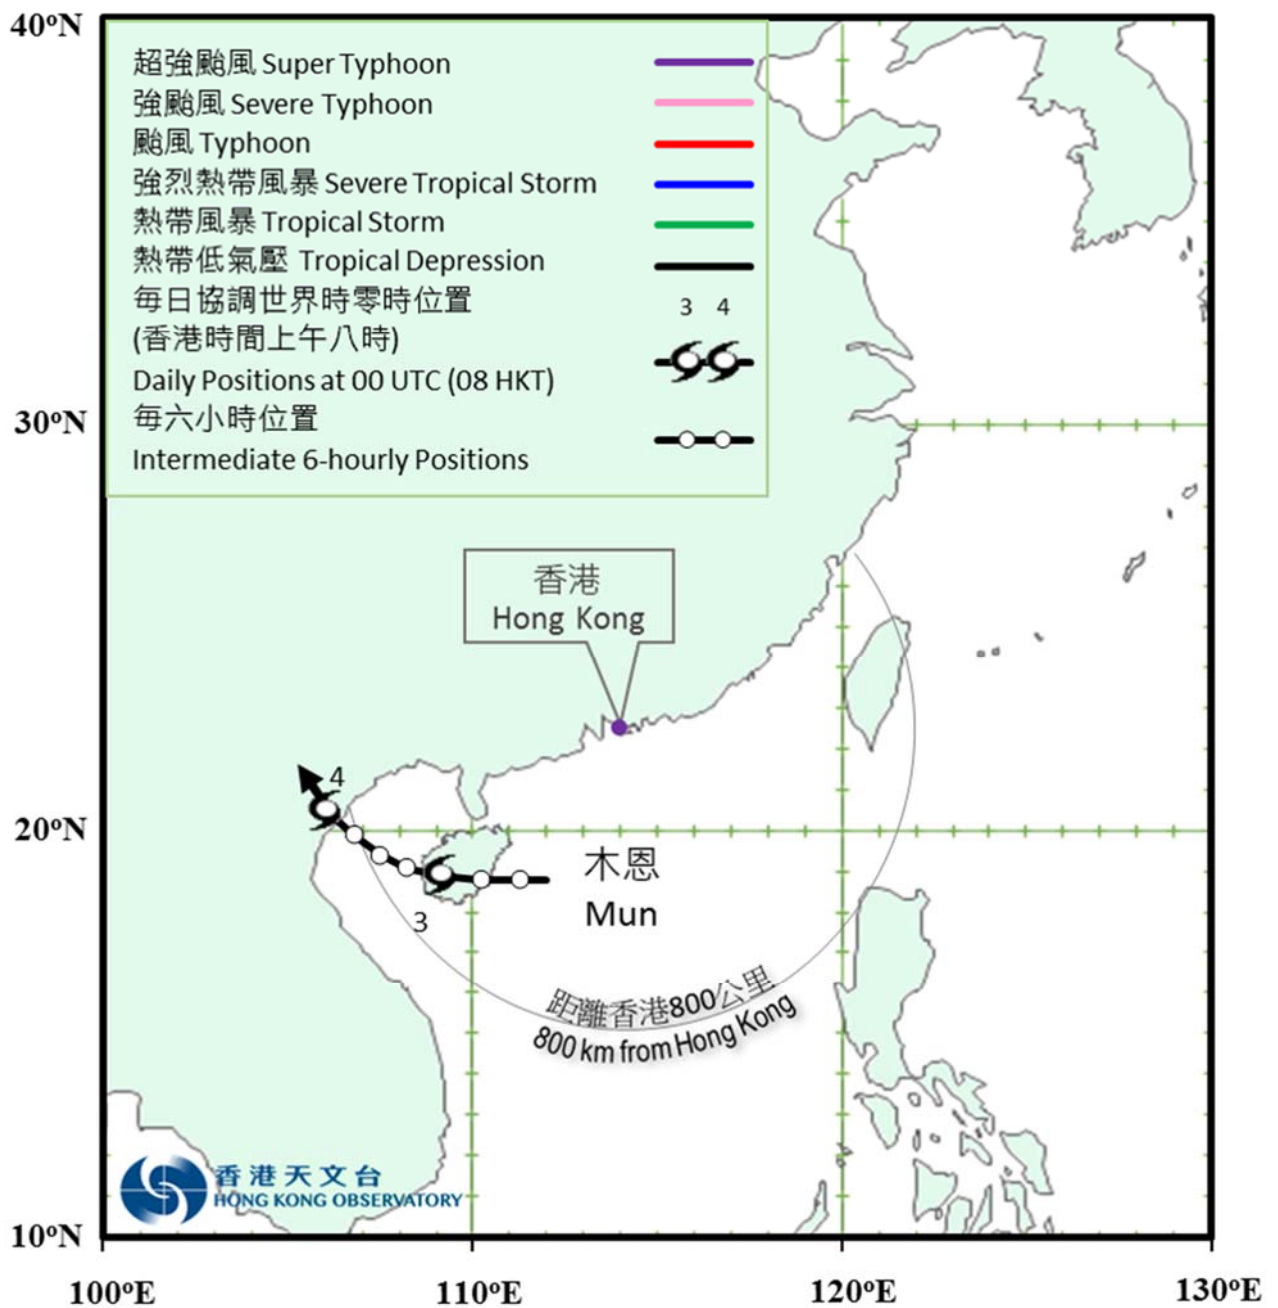 40ºN
超強颱風 Super Typhoon
強颱風 Severe Typhoon
颱風 Typhoon
強烈熱帶風暴 Severe Tropical Storm
熱帶風暴 Tropical Storm
熱帶低氣壓 Tropical Depression
每日協調世界時零時位置
3 4
(香港時間上午八時)
Daily Positions at 00 UTC (08 HKT)
每六小時位置
Intermediate 6-hourly Positions
30ºN
香港
Hong Kong
4
20ºN
木恩
Mun
3
距離香港800公里
800 km from Hong Kong
香港天文台
HONG KONG OBSERVATORY
10ºN
100ºE 110ºE 120ºE 130ºE